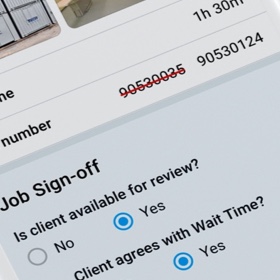 1h 30m
me
number 90530035 90530124
Job Sign-off
Is client available for review?
No Yes
Client agrees with Wait Time?
Yes